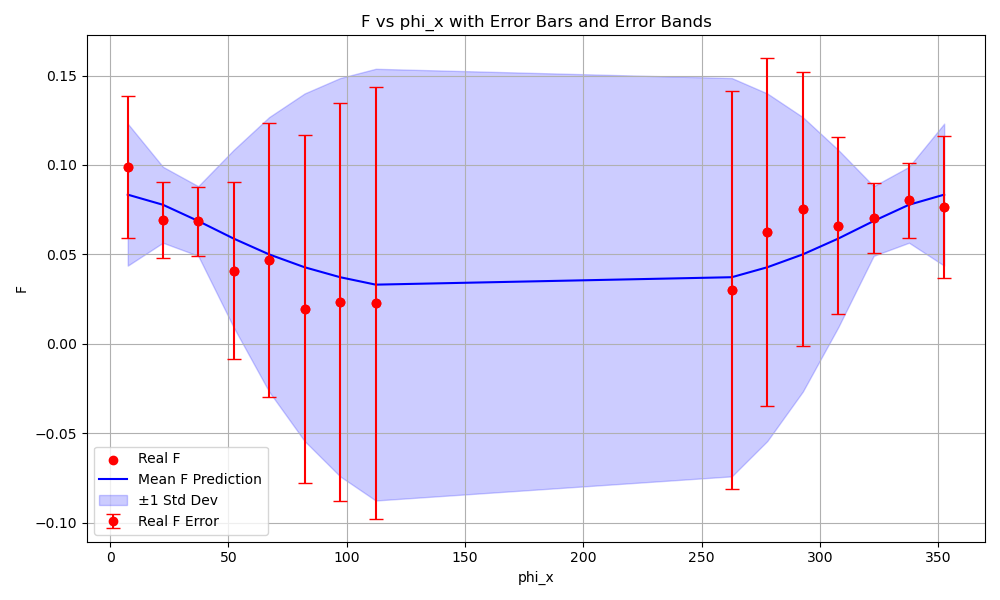 F vs phi_x with Error Bars and Error Bands
F
0.15
0.10
0.05
0.00
−0.05
−0.10
Real F
Mean F Prediction
±1 Std Dev
Real F Error
0 50 100 150 200 250 300 350
phi_x